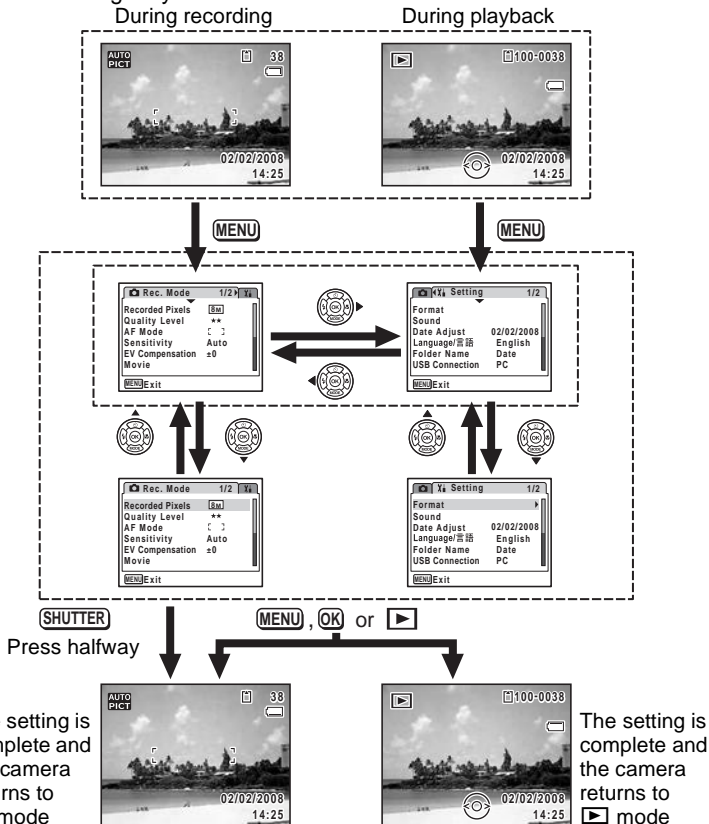 During recording
During playback
AUTO
PICT
38
02/02/2008
14:25
100-0038
02/02/2008
14:25
MENU
MENU
Rec. Mode 1/2
Recorded Pixels 8M
Quality Level ★★
AF Mode [ ]
Sensitivity Auto
EV Compensation ±0
Movie
MENU Exit
Setting 1/2
Format
Sound
Date Adjust 02/02/2008
Language/言語 English
Folder Name Date
USB Connection PC
MENU Exit
OK
MODE
OK
MODE
OK
MODE
OK
MODE
OK
MODE
OK
MODE
Rec. Mode 1/2
Recorded Pixels 8M
Quality Level ★★
AF Mode [ ]
Sensitivity Auto
EV Compensation ±0
Movie
MENU Exit
Setting 1/2
Format
Sound
Date Adjust 02/02/2008
Language/言語 English
Folder Name Date
USB Connection PC
MENU Exit
SHUTTER
Press halfway
MENU , OK or ▶
AUTO
PICT
38
02/02/2008
14:25
100-0038
02/02/2008
14:25
setting is
and
camera
to
mode
The setting is
complete and
the camera
returns to
▶ mode